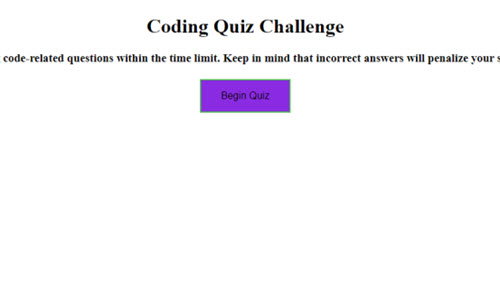 Coding Quiz Challenge
code-related questions within the time limit. Keep in mind that incorrect answers will penalize your
Begin Quiz